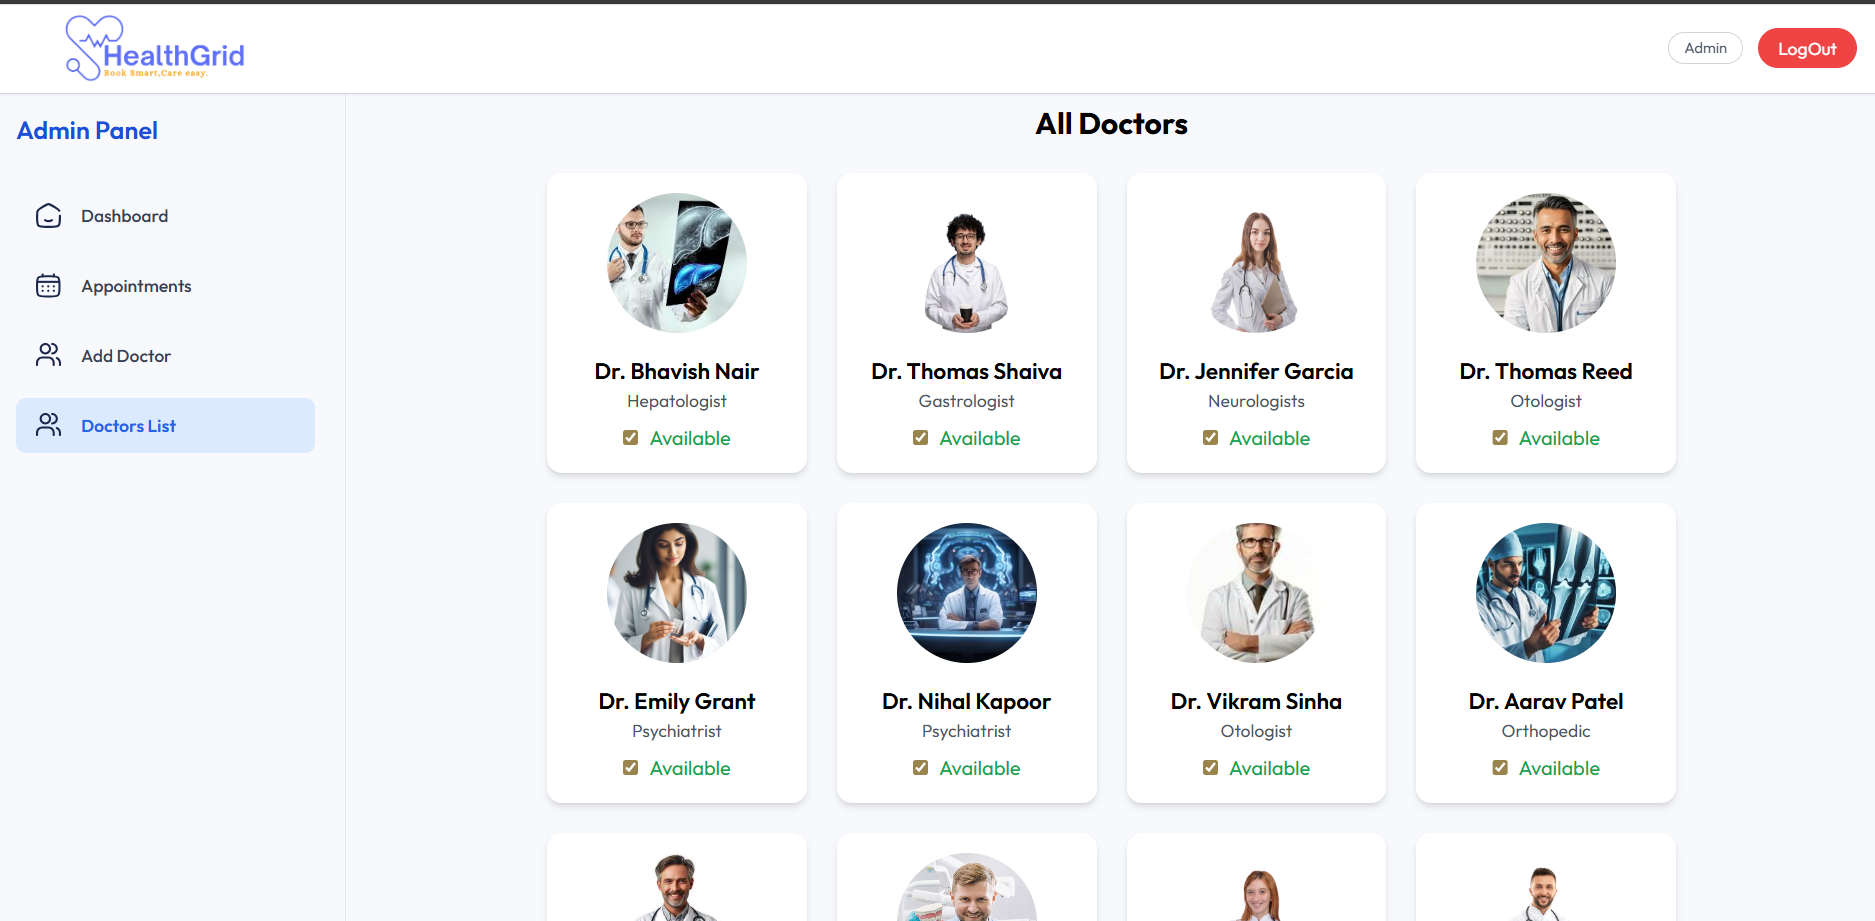 HealthGrid
Book Smart,Care easy.
Admin
LogOut
Admin Panel
Dashboard
Appointments
Add Doctor
Doctors List
All Doctors
Dr. Bhavish Nair
Hepatologist
Available
Dr. Thomas Shaiva
Gastrologist
Available
Dr. Jennifer Garcia
Neurologists
Available
Dr. Thomas Reed
Otologist
Available
Dr. Emily Grant
Psychiatrist
Available
Dr. Nihal Kapoor
Psychiatrist
Available
Dr. Vikram Sinha
Otologist
Available
Dr. Aarav Patel
Orthopedic
Available